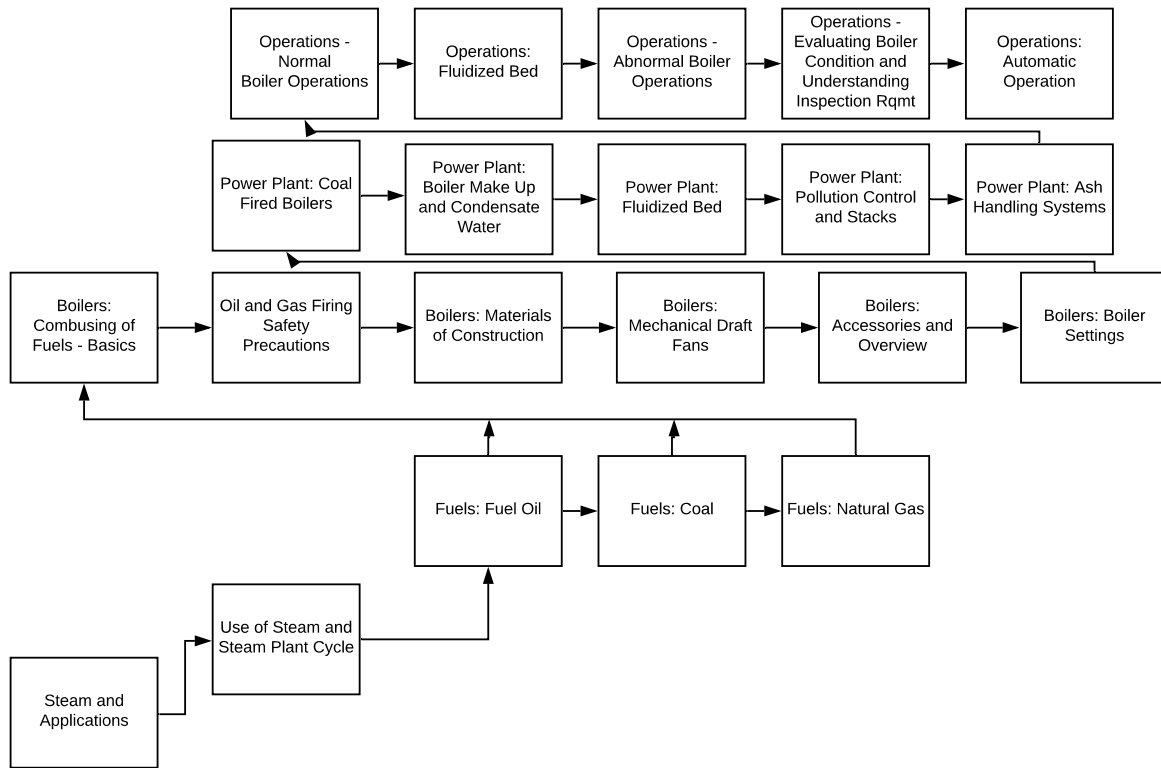 Operations -
Normal
Boiler Operations
Operations:
Fluidized Bed
Operations -
Abnormal Boiler
Operations
Operations -
Evaluating Boiler
Condition and
Understanding
Inspection Rqmt
Operations:
Automatic
Operation
Power Plant: Coal
Fired Boilers
Power Plant:
Boiler Make Up
and Condensate
Water
Power Plant:
Fluidized Bed
Power Plant:
Pollution Control
and Stacks
Power Plant: Ash
Handling Systems
Boilers:
Combusing of
Fuels - Basics
Oil and Gas Firing
Safety
Precautions
Boilers: Materials
of Construction
Boilers:
Mechanical Draft
Fans
Boilers:
Accessories and
Overview
Boilers: Boiler
Settings
Fuels: Fuel Oil
Fuels: Coal
Fuels: Natural Gas
Use of Steam and
Steam Plant Cycle
Steam and
Applications